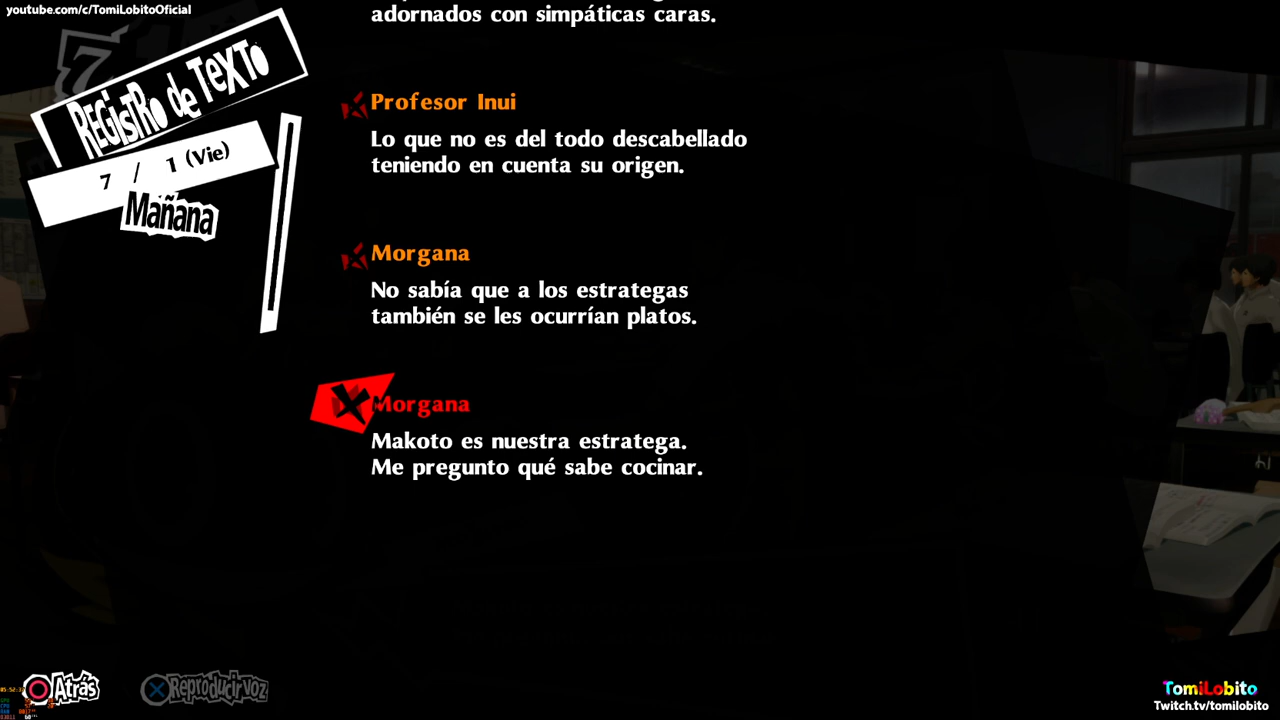 youtube.com/c/TomiLobitoOficial
REGISTRO de TEXTO
7 / 1 (Vie)
Mañana
adornados con simpáticas caras.
Profesor Inui
Lo que no es del todo descabellado
teniendo en cuenta su origen.
Morgana
No sabía que a los estrategas
también se les ocurrían platos.
Morgana
Makoto es nuestra estratega.
Me pregunto qué sabe cocinar.
Atrás
Reproducir voz
TomiLobito
Twitch.tv/tomilobito